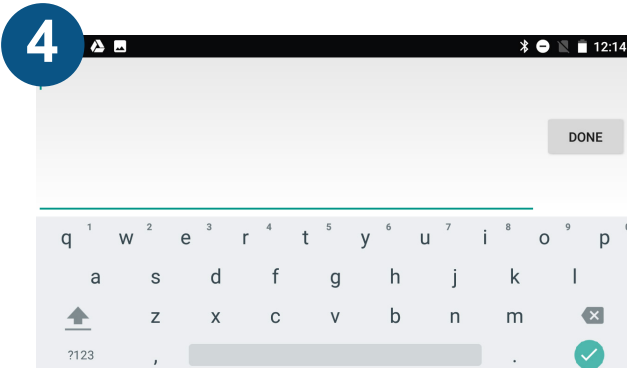 4
12:14
DONE
q 1 w 2 e 3 r 4 t 5 y 6 u 7 i 8 o 9 p
a s d f g h j k l
z x c v b n m
?123 , .